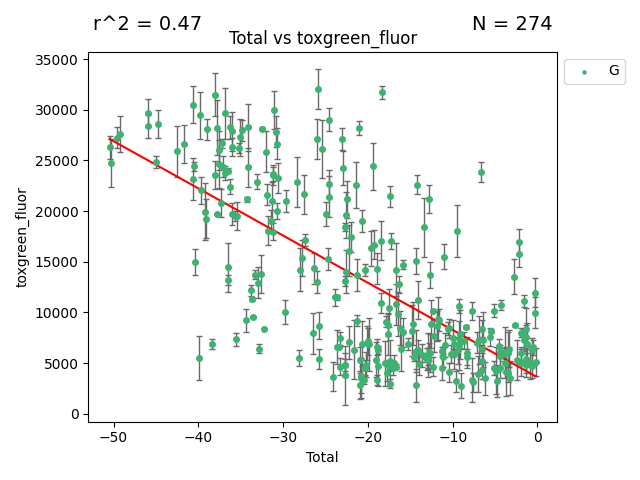 r^2 = 0.47
N = 274
Total vs toxgreen_fluor
G
35000
30000
25000
20000
15000
10000
5000
0
toxgreen_fluor
−50
−40
−30
−20
−10
0
Total